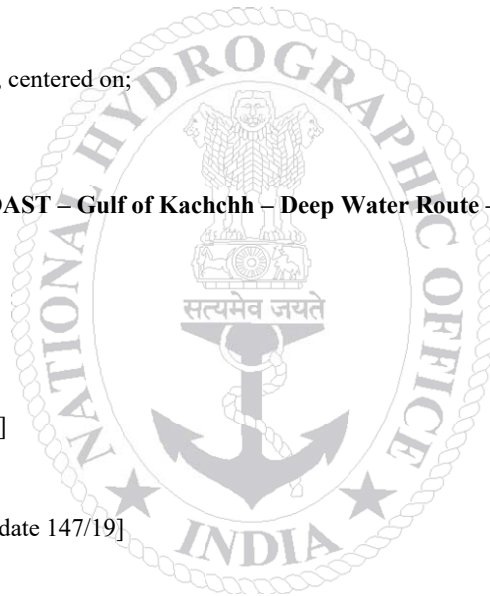 , centered on;
OAST – Gulf of Kachchh – Deep Water Route –
]
date 147/19]
NATIONAL HYDROGRAPHIC OFFICE
सत्यमेव जयते
INDIA